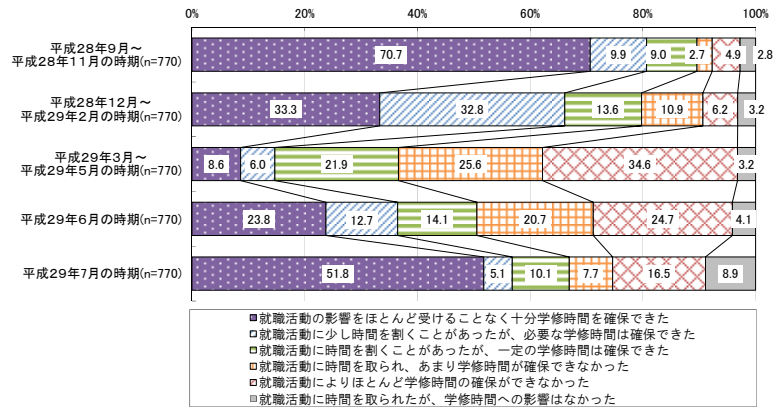 0% 20% 40% 60% 80% 100%
平成28年9月～
平成28年11月の時期(n=770)
70.7 9.9 9.0 2.7 4.9 2.8
平成28年12月～
平成29年2月の時期(n=770)
33.3 32.8 13.6 10.9 6.2 3.2
平成29年3月～
平成29年5月の時期(n=770)
8.6 6.0 21.9 25.6 34.6 3.2
平成29年6月の時期(n=770)
23.8 12.7 14.1 20.7 24.7 4.1
平成29年7月の時期(n=770)
51.8 5.1 10.1 7.7 16.5 8.9
就職活動の影響をほとんど受けることなく十分学修時間を確保できた
就職活動に少し時間を割くことがあったが、必要な学修時間は確保できた
就職活動に時間を割くことがあったが、一定の学修時間は確保できた
就職活動に時間を取られ、あまり学修時間が確保できなかった
就職活動によりほとんど学修時間の確保ができなかった
就職活動に時間を取られたが、学修時間への影響はなかった